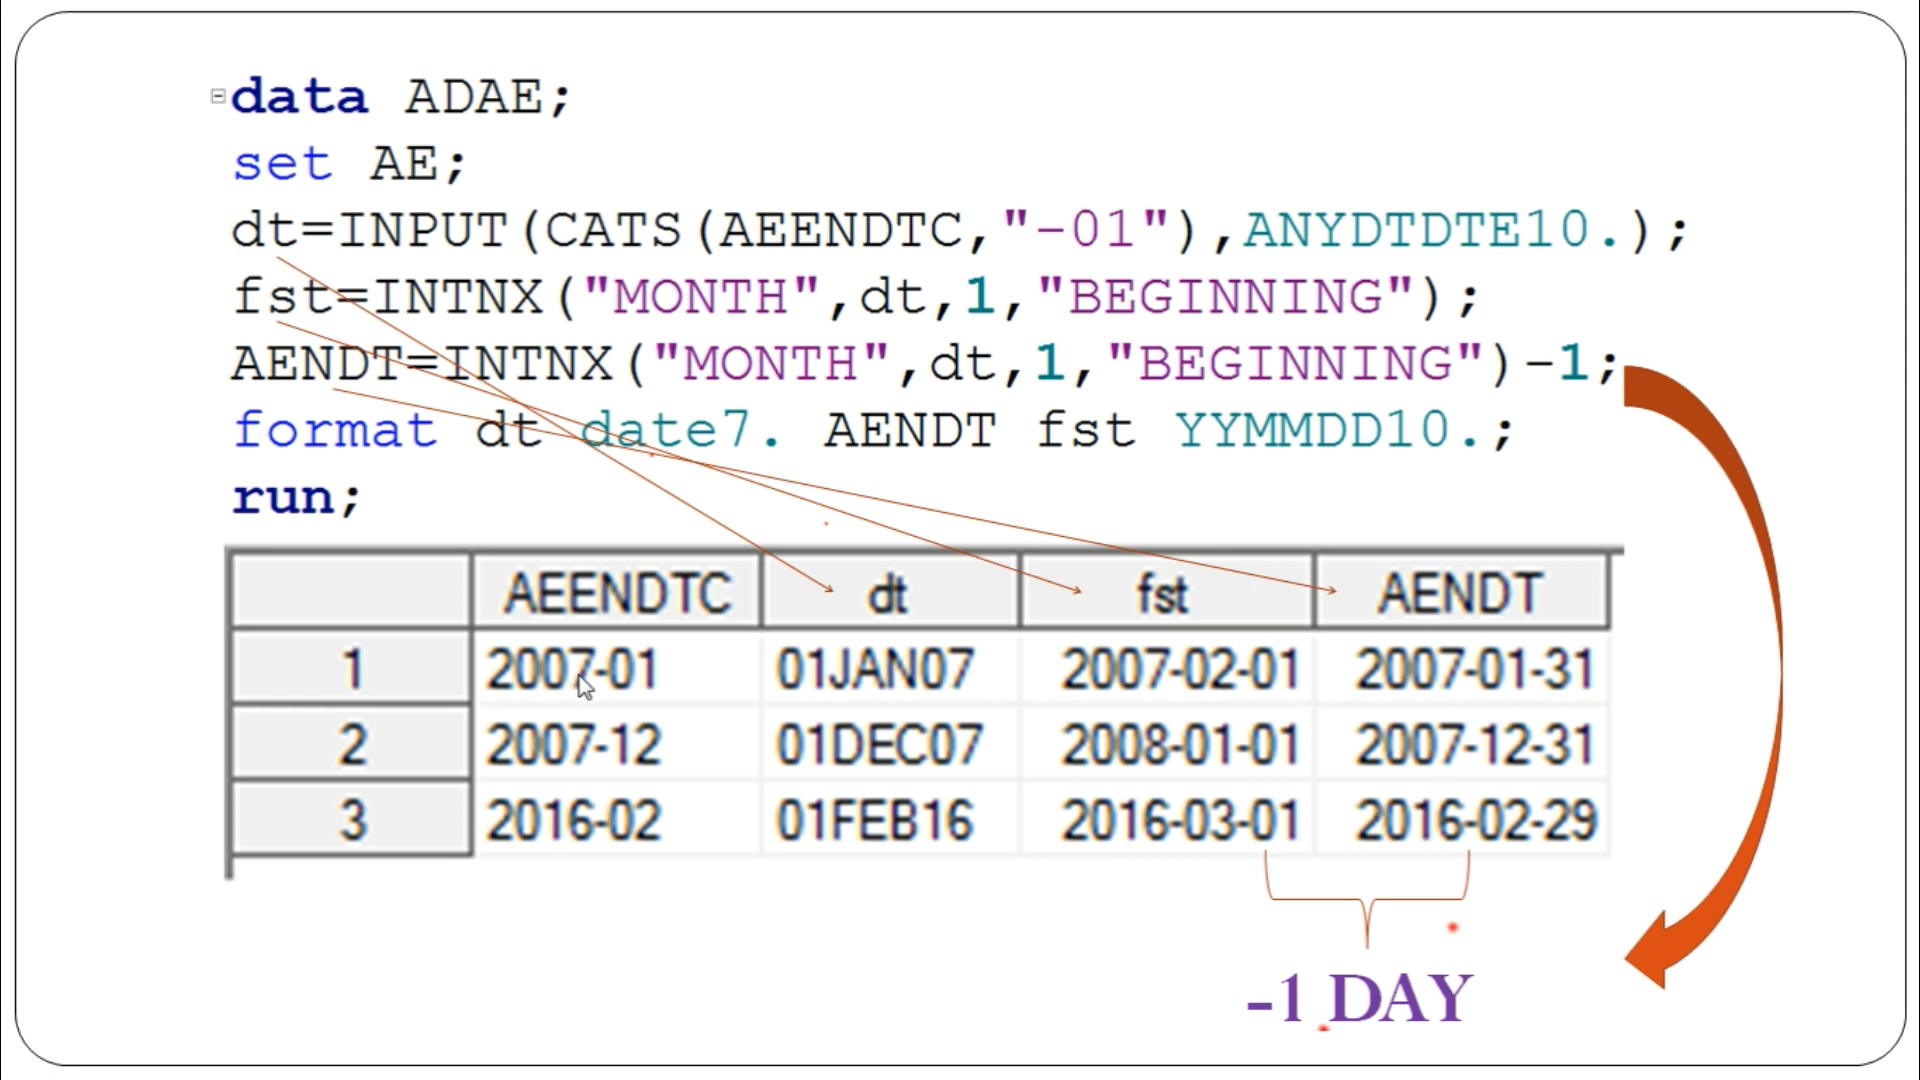 data ADAE;
set AE;
dt=INPUT(CATS(AEENDTC,"-01"),ANYDTDTE10.);
fst=INTNX("MONTH",dt,1,"BEGINNING");
AENDT=INTNX("MONTH",dt,1,"BEGINNING")-1;
format dt date7. AENDT fst YYMMDD10.;
run;
AEENDTC dt fst AENDT
1 2007-01 01JAN07 2007-02-01 2007-01-31
2 2007-12 01DEC07 2008-01-01 2007-12-31
3 2016-02 01FEB16 2016-03-01 2016-02-29
-1 DAY